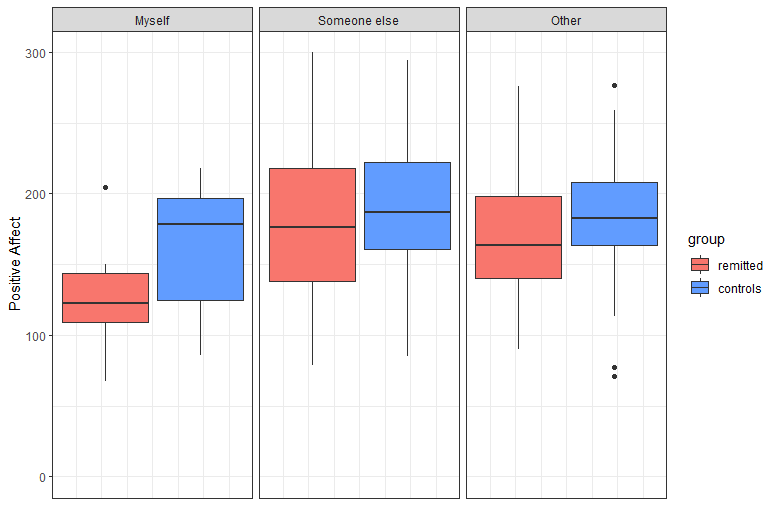 Myself
Someone else
Other
Positive Affect
300
200
100
0
group
remitted
controls